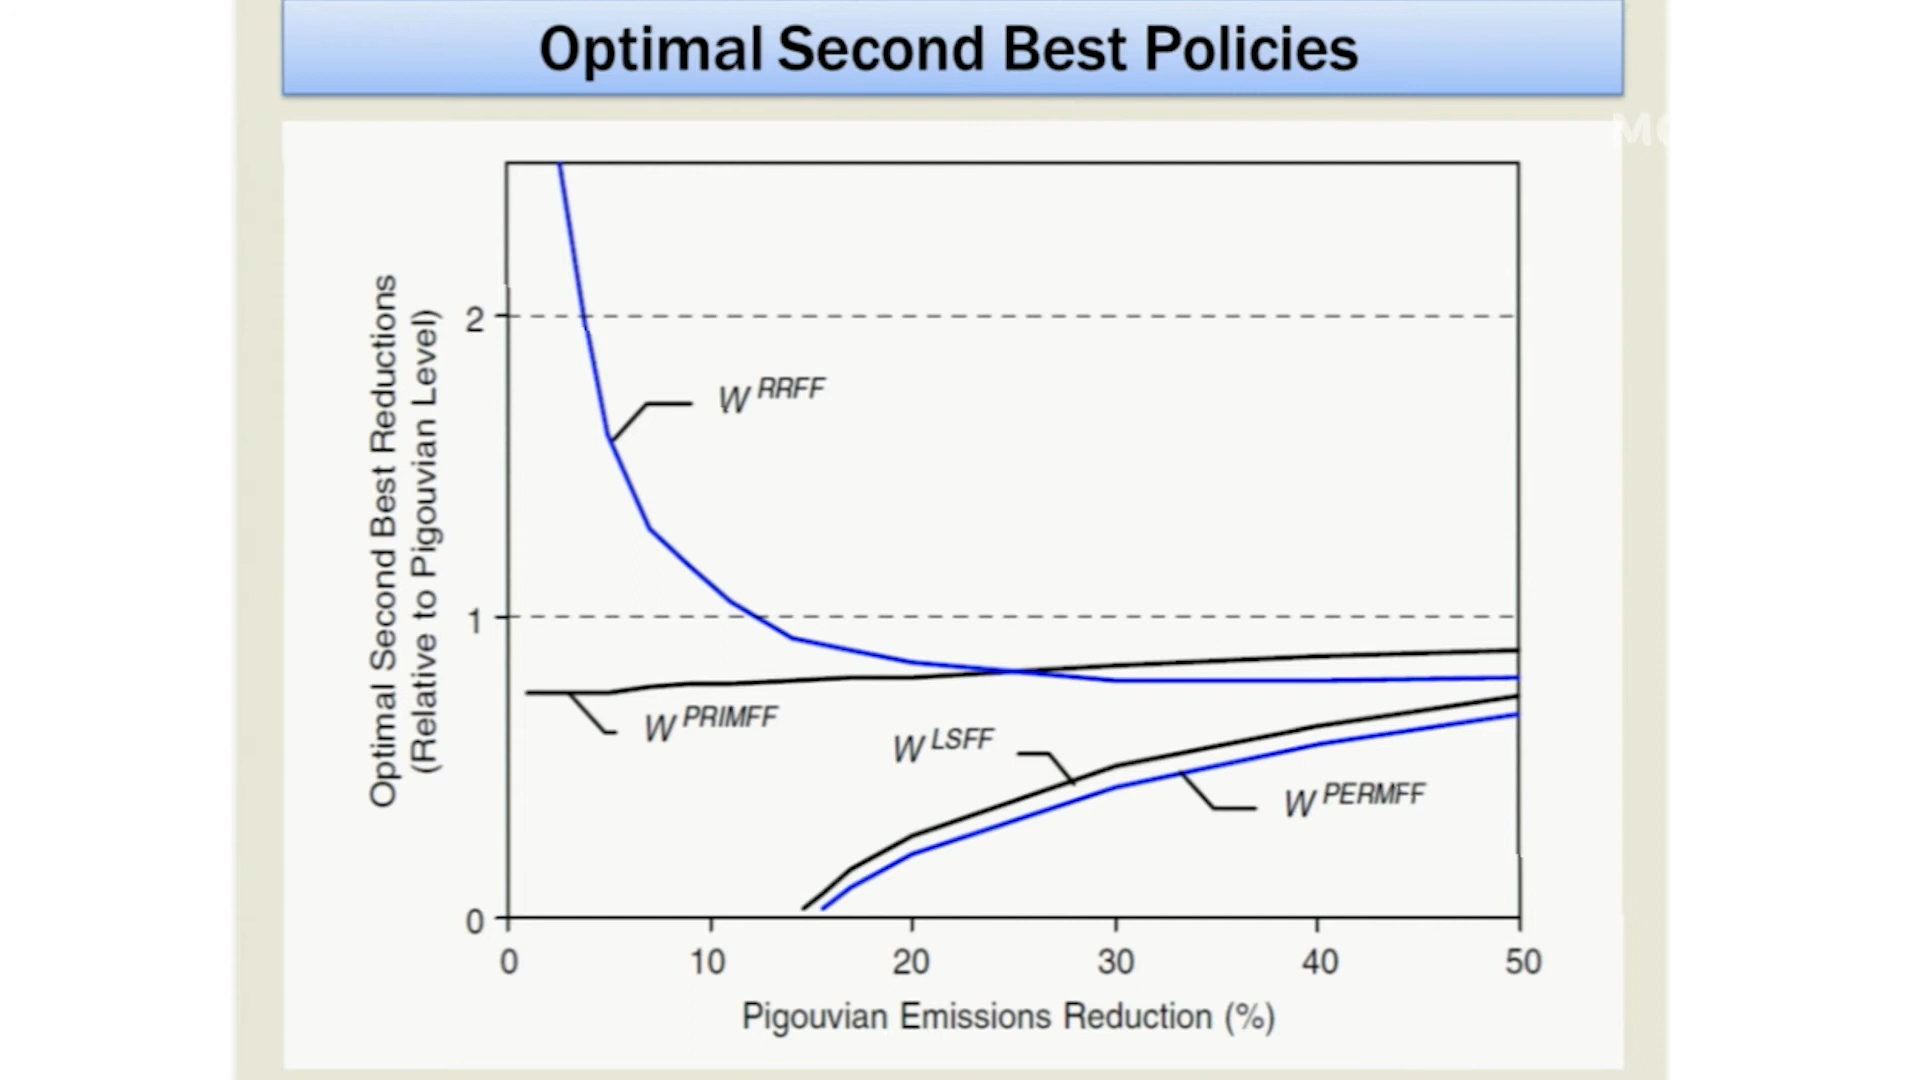 Optimal Second Best Policies
MO
Optimal Second Best Reductions
(Relative to Pigouvian Level)
2
1
0
W RRFF
W PRIMFF
W LSFF
W PERMFF
0 10 20 30 40 50
Pigouvian Emissions Reduction (%)